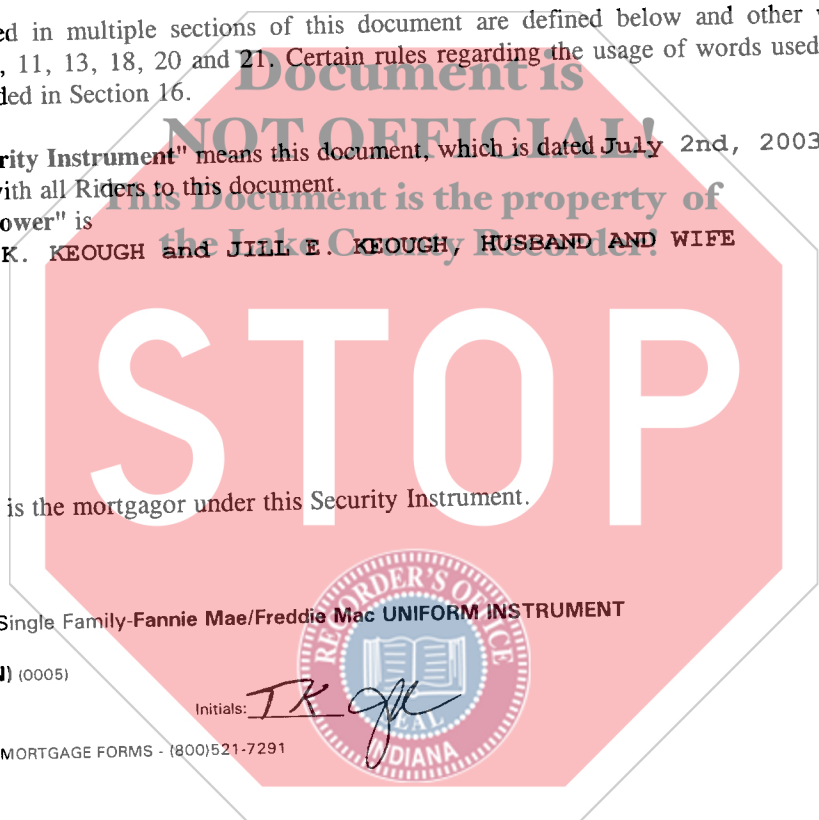 ed in multiple sections of this document are defined below and other
, 11, 13, 18, 20 and 21. Certain rules regarding the usage of words used
ded in Section 16.
Document is
NOT OFFICIAL!
This Document is the property of
the Lake County Recorder!
rity Instrument" means this document, which is dated July 2nd, 2003
ith all Riders to this document.
ower" is
K. KEOUGH and JILL E. KEOUGH, HUSBAND AND WIFE
STOP
is the mortgagor under this Security Instrument.
Single Family-Fannie Mae/Freddie Mac UNIFORM INSTRUMENT
(0005)
Initials: TK
MORTGAGE FORMS - (800)521-7291
RECORDER'S OFFICE
SEAL
INDIANA